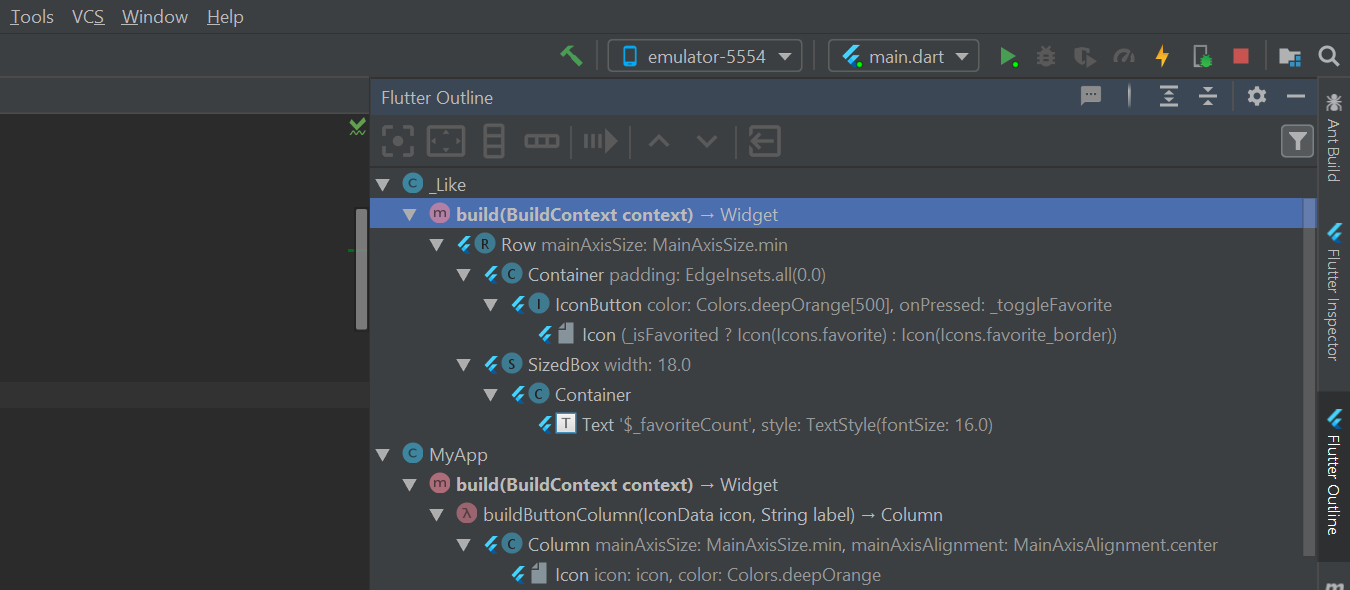 Tools VCS Window Help
emulator-5554 main.dart
Flutter Outline
Ant Build
C _Like
m build(BuildContext context) → Widget
R Row mainAxisSize: MainAxisSize.min
C Container padding: EdgeInsets.all(0.0)
I IconButton color: Colors.deepOrange[500], onPressed: _toggleFavorite
Icon (_isFavorited ? Icon(Icons.favorite) : Icon(Icons.favorite_border))
Flutter Inspector
S SizedBox width: 18.0
C Container
T Text '$_favoriteCount', style: TextStyle(fontSize: 16.0)
C MyApp
m build(BuildContext context) → Widget
Flutter Outline
λ buildButtonColumn(IconData icon, String label) → Column
C Column mainAxisSize: MainAxisSize.min, mainAxisAlignment: MainAxisAlignment.center
Icon icon: icon, color: Colors.deepOrange
m